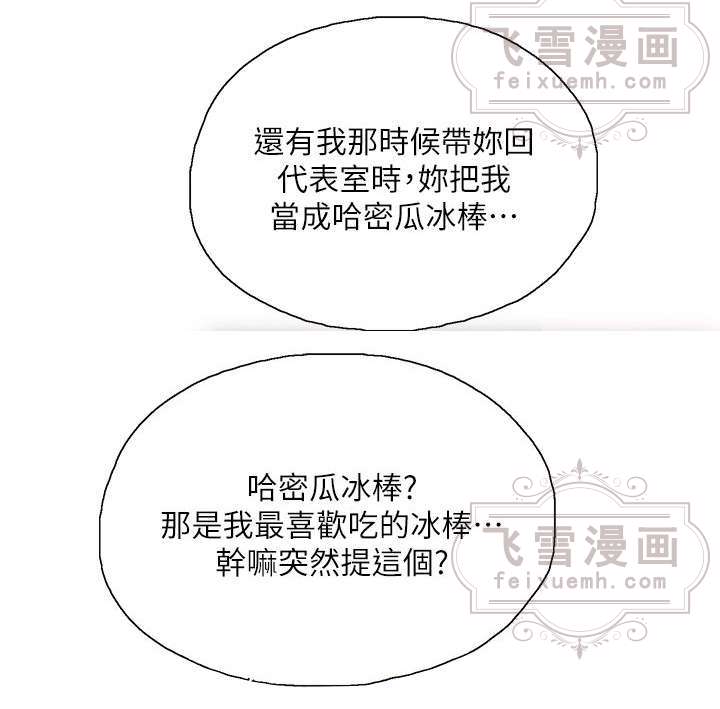 飞雪漫画
feixuemh.com
還有我那時候帶妳回
代表室時，妳把我
當成哈密瓜冰棒⋯
哈密瓜冰棒？
那是我最喜歡吃的冰棒⋯
幹嘛突然提這個？
飞雪漫画
feixuemh.com